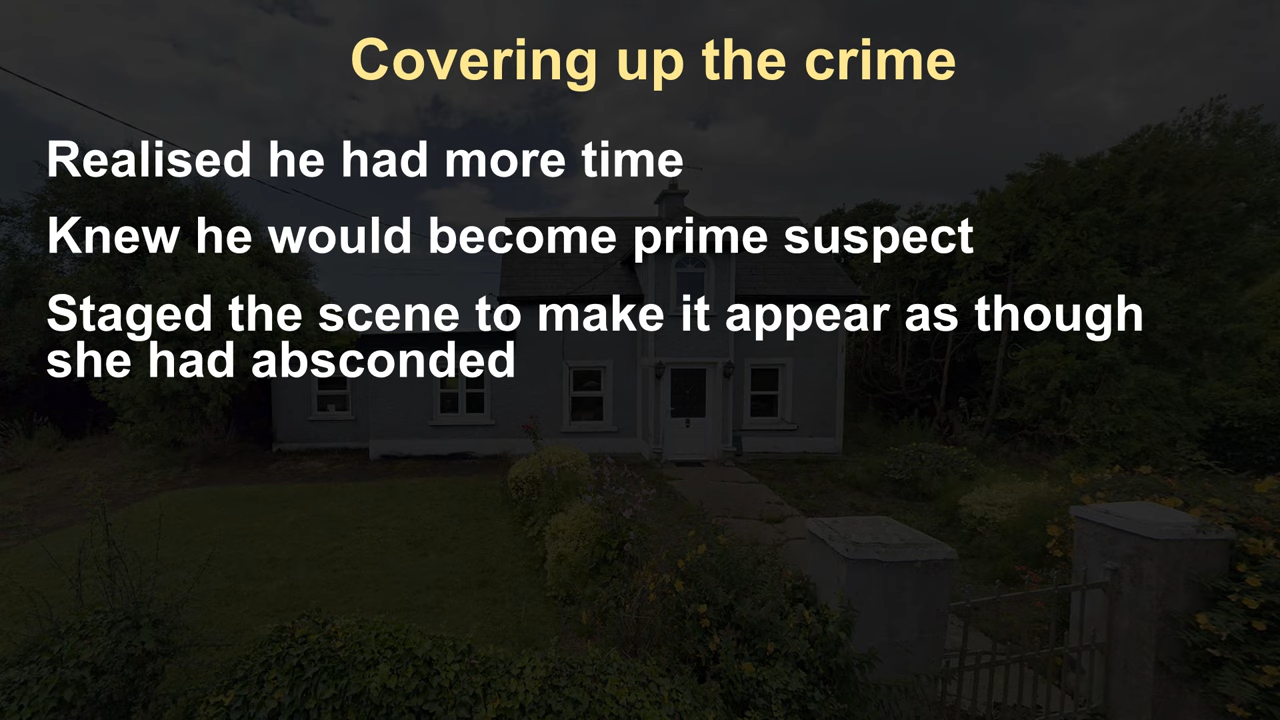 Covering up the crime
Realised he had more time
Knew he would become prime suspect
Staged the scene to make it appear as though
she had absconded